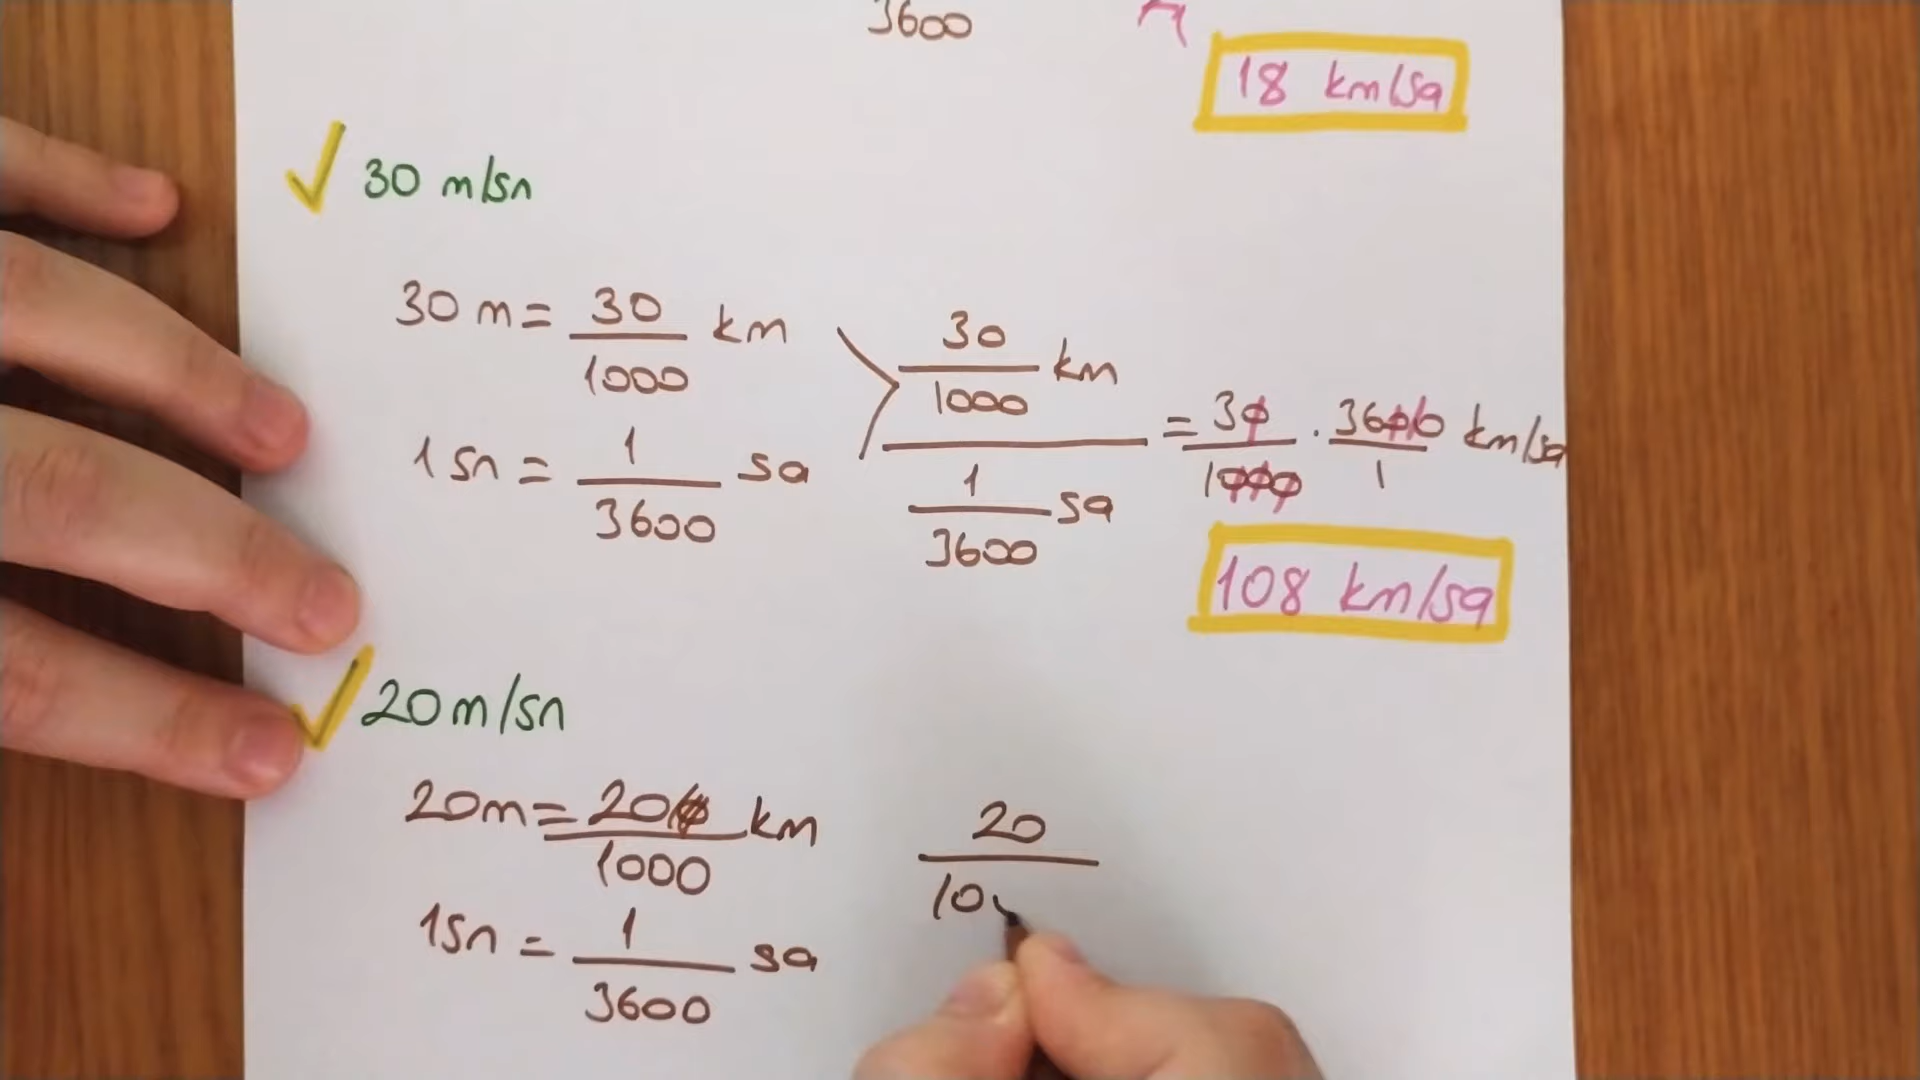 3600
18 km/sa
30 m/sn
30 m = 30/1000 km
1 sn = 1/3600 sa
30/1000 km / 1/3600 sa = 30/1000 . 3600/1 km/sa
108 km/sa
20 m/sn
20m = 20/1000 km
1sn = 1/3600 sa
20/10